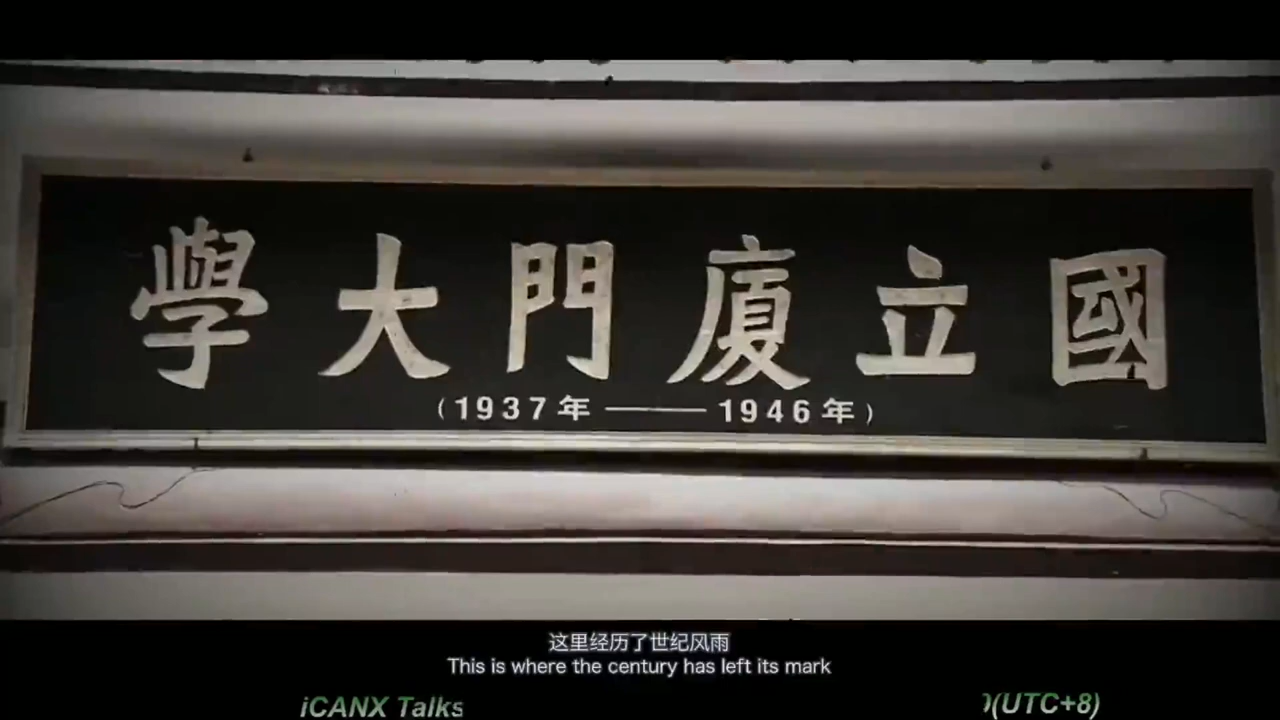 國立廈門大學
（1937年——1946年）
这里经历了世纪风雨
This is where the century has left its mark
iCANX Talks
)(UTC+8)